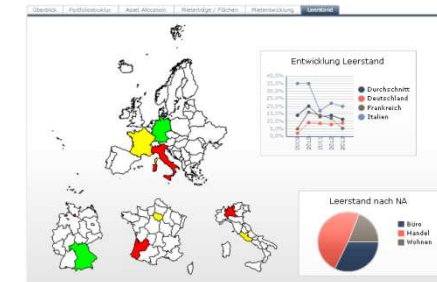 Überblick Portfoliostruktur Asset Allocation Mieterträge / Flächen Mietentwicklung Leerstand
Entwicklung Leerstand
40,0%
35,0%
30,0%
25,0%
20,0%
15,0%
10,0%
5,0%
0,0%
Durchschnitt
Deutschland
Frankreich
Italien
Leerstand nach NA
Büro
Handel
Wohnen